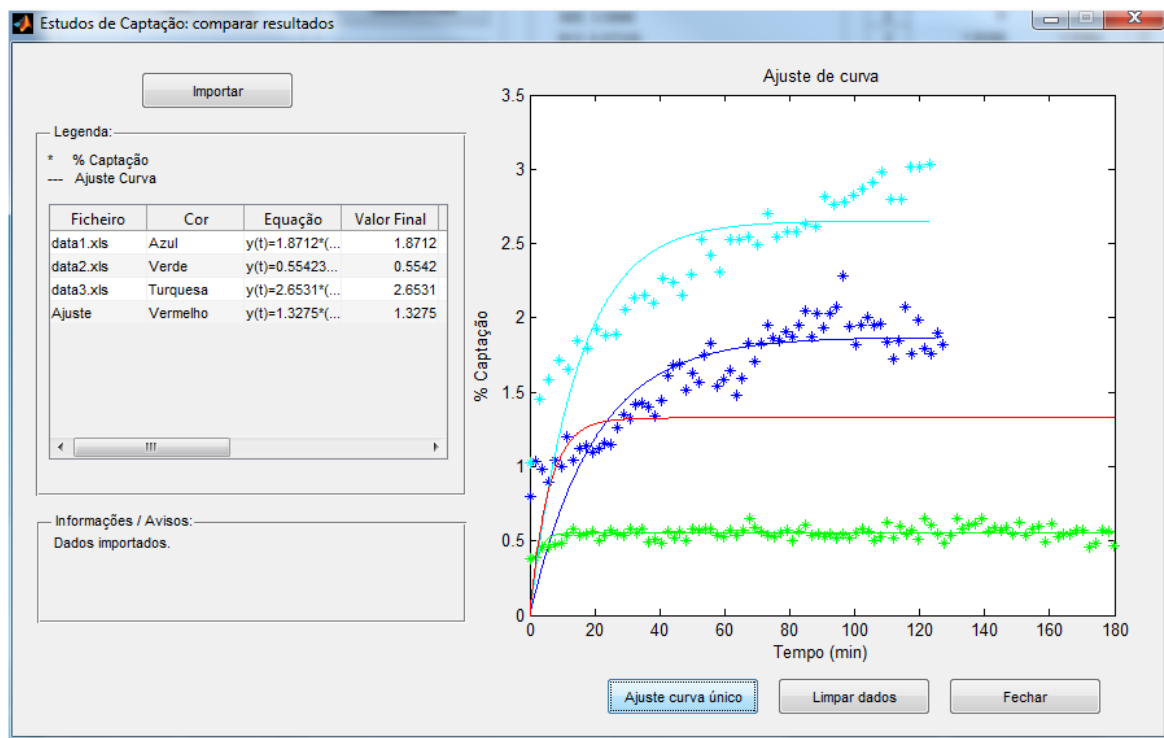 Estudos de Captação: comparar resultados
Importar
Legenda:
* % Captação
--- Ajuste Curva
Ficheiro Cor Equação Valor Final
data1.xls Azul y(t)=1.8712*(... 1.8712
data2.xls Verde y(t)=0.55423... 0.5542
data3.xls Turquesa y(t)=2.6531*(... 2.6531
Ajuste Vermelho y(t)=1.3275*(... 1.3275
Informações / Avisos:
Dados importados.
Ajuste de curva
3.5
3
2.5
2
1.5
1
0.5
0
% Captação
0 20 40 60 80 100 120 140 160 180
Tempo (min)
Ajuste curva único
Limpar dados
Fechar